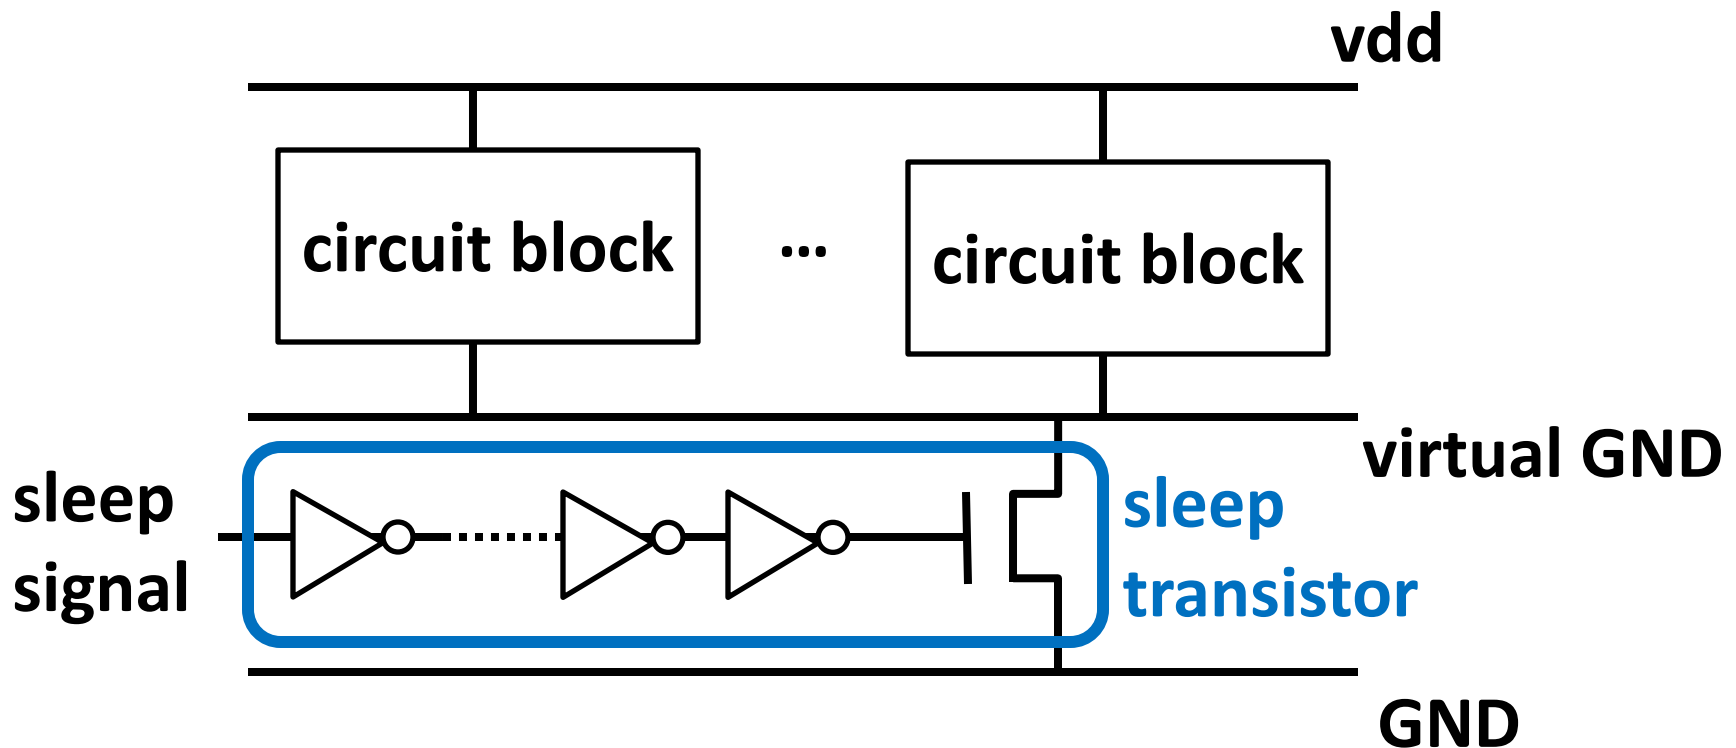 vdd
circuit block
...
circuit block
virtual GND
sleep
signal
sleep
transistor
GND